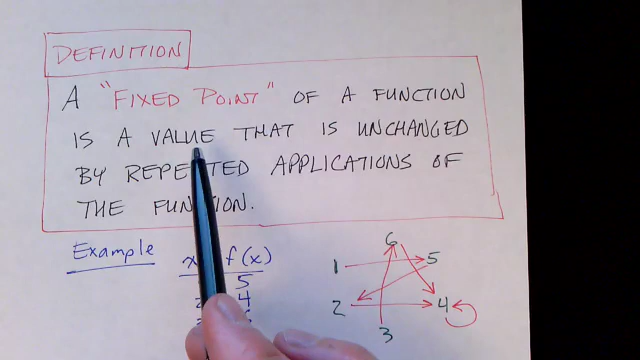 DEFINITION
A "FIXED POINT" OF A FUNCTION
IS A VALUE THAT IS UNCHANGED
BY REPEATED APPLICATIONS OF
THE FUNCTION.
Example
x f(x)
5
4
6
1 5
2 4
3